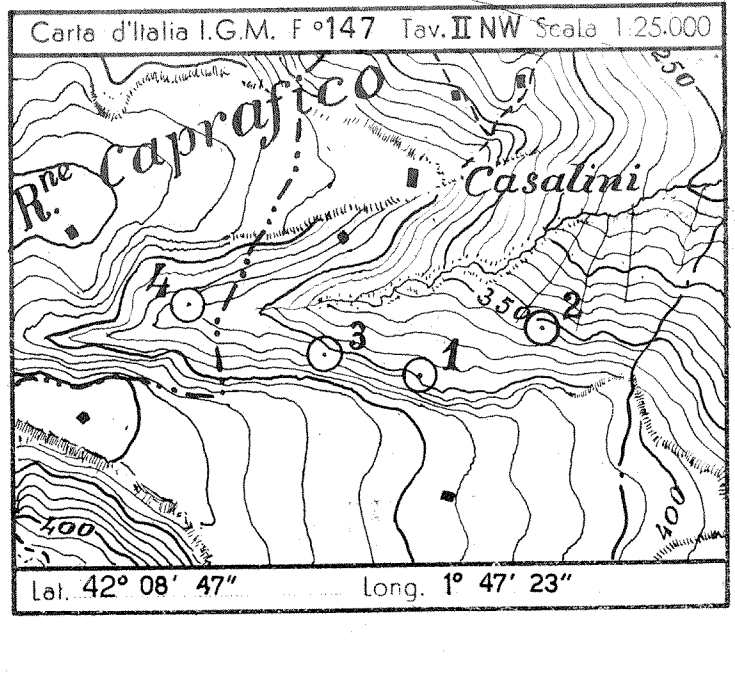 Carta d'Italia I.G.M. F° 147 Tav. II NW Scala 1:25.000
250
Rne Caprafico
Casalini
4
350
2
3
1
400
400
Lat. 42° 08' 47" Long. 1° 47' 23"